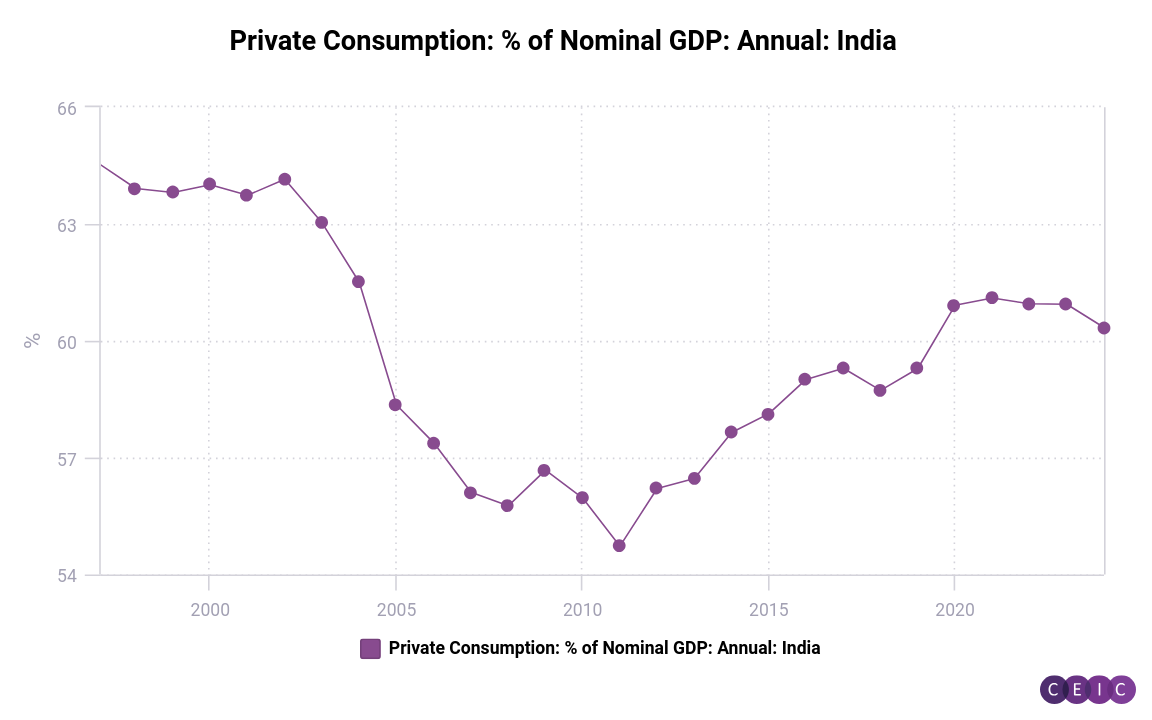 Private Consumption: % of Nominal GDP: Annual: India
66
63
60
57
54
%
2000 2005 2010 2015 2020
Private Consumption: % of Nominal GDP: Annual: India
CEIC